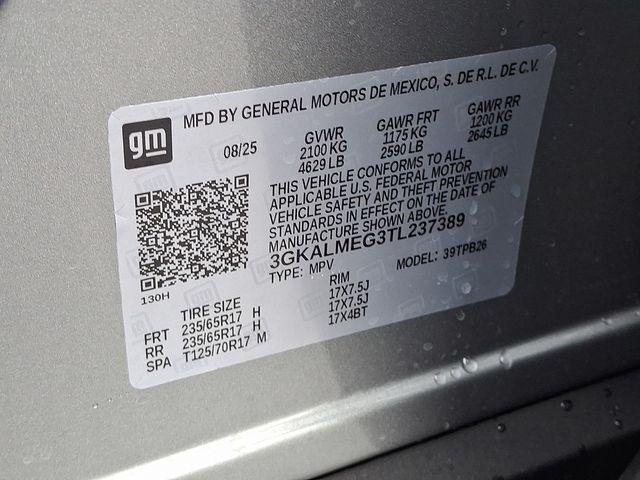 gm
MFD BY GENERAL MOTORS DE MEXICO, S. DE R.L. DE C.V.
08/25
GVWR GAWR FRT GAWR RR
2100 KG 1175 KG 1200 KG
4629 LB 2590 LB 2645 LB
THIS VEHICLE CONFORMS TO ALL
APPLICABLE U.S. FEDERAL MOTOR
VEHICLE SAFETY AND THEFT PREVENTION
STANDARDS IN EFFECT ON THE DATE OF
MANUFACTURE SHOWN ABOVE.
3GKALMEG3TL237389
TYPE: MPV MODEL: 39TPB26
130H
TIRE SIZE RIM
FRT 235/65R17 H 17X7.5J
RR 235/65R17 H 17X7.5J
SPA T125/70R17 M 17X4BT